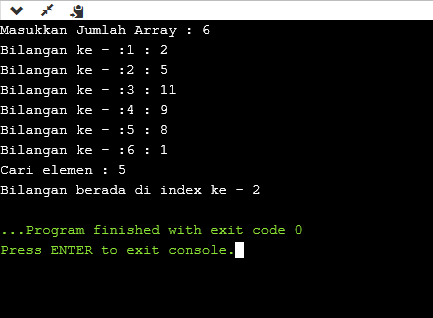 Masukkan Jumlah Array : 6
Bilangan ke - :1 : 2
Bilangan ke - :2 : 5
Bilangan ke - :3 : 11
Bilangan ke - :4 : 9
Bilangan ke - :5 : 8
Bilangan ke - :6 : 1
Cari elemen : 5
Bilangan berada di index ke - 2
...Program finished with exit code 0
Press ENTER to exit console.